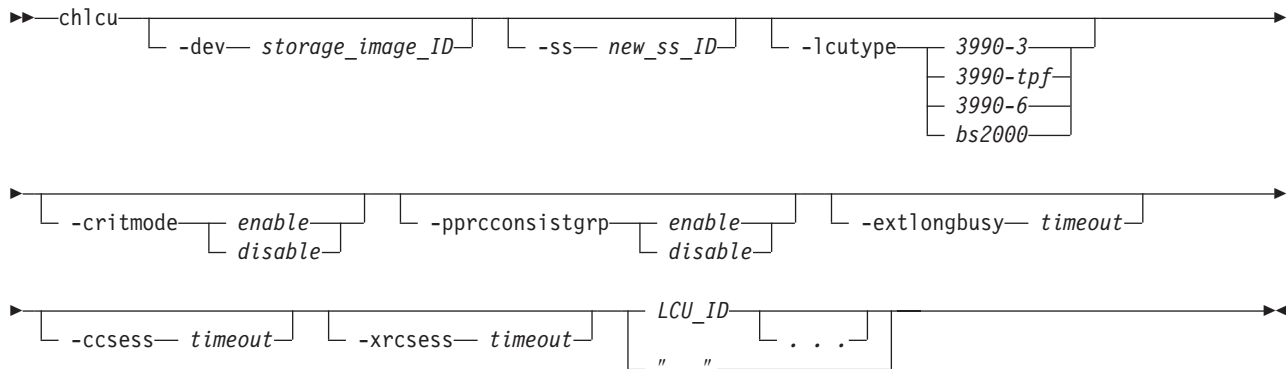 chlcu -dev storage_image_ID -ss new_ss_ID -lcutype 3990-3
3990-tpf
3990-6
bs2000
-critmode enable -pprcconsistgrp enable -extlongbusy timeout
disable disable
-ccsess timeout -xrcsess timeout LCU_ID . . .
" "